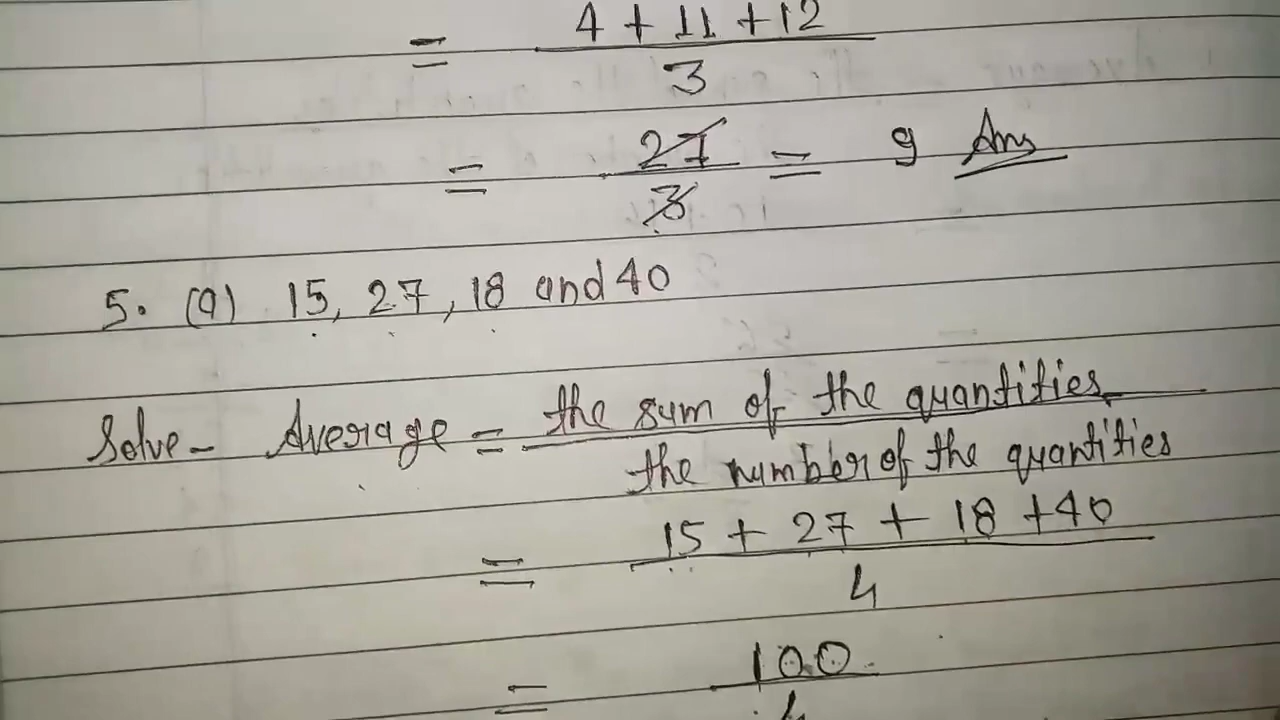 = 4 + 11 + 12
3
= 27 = 9 Ans
3
5. (a) 15, 27, 18 and 40
Solve - Average = the sum of the quantities
the number of the quantities
= 15 + 27 + 18 + 40
4
= 100
4